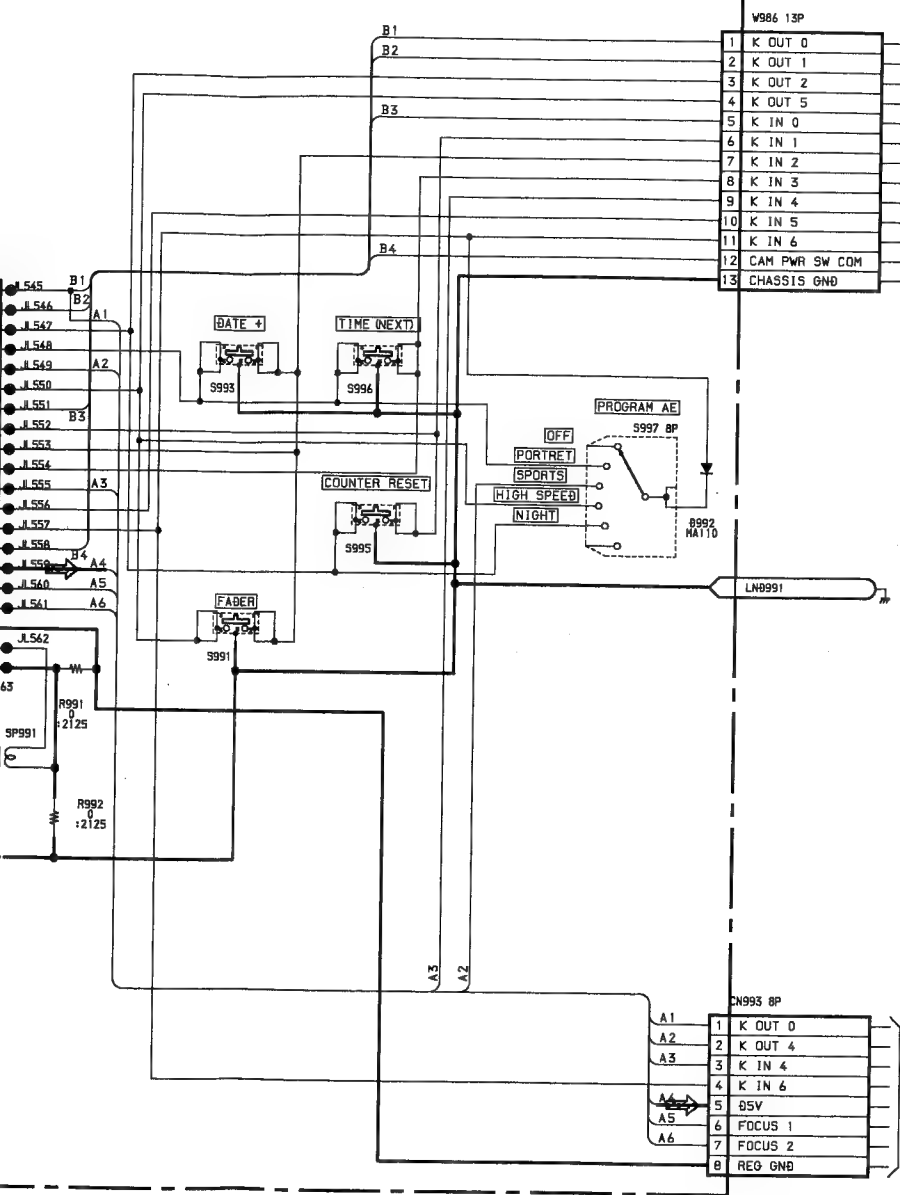 W986 13P
B1
1 K OUT 0
B2
2 K OUT 1
3 K OUT 2
4 K OUT 5
B3
5 K IN 0
6 K IN 1
7 K IN 2
8 K IN 3
9 K IN 4
10 K IN 5
11 K IN 6
B4
12 CAM PWR SW COM
13 CHASSIS GND
JL545
B1
JL546
B2
A1
JL547
JL548
JL549
A2
JL550
JL551
B3
JL552
JL553
JL554
JL555
A3
JL556
JL557
JL558
B4
JL559
A4
JL560
A5
JL561
A6
JL562
63
DATE +
S993
TIME (NEXT)
S996
PROGRAM AE
S997 8P
OFF
PORTRET
SPORTS
HIGH SPEED
NIGHT
D992
MA110
COUNTER RESET
S995
LND991
FADER
S991
R991
0
:2125
SP991
R992
0
:2125
A3
A2
CN993 8P
A1
1 K OUT 0
A2
2 K OUT 4
A3
3 K IN 4
4 K IN 6
A4
5 D5V
A5
6 FOCUS 1
A6
7 FOCUS 2
8 REG GND